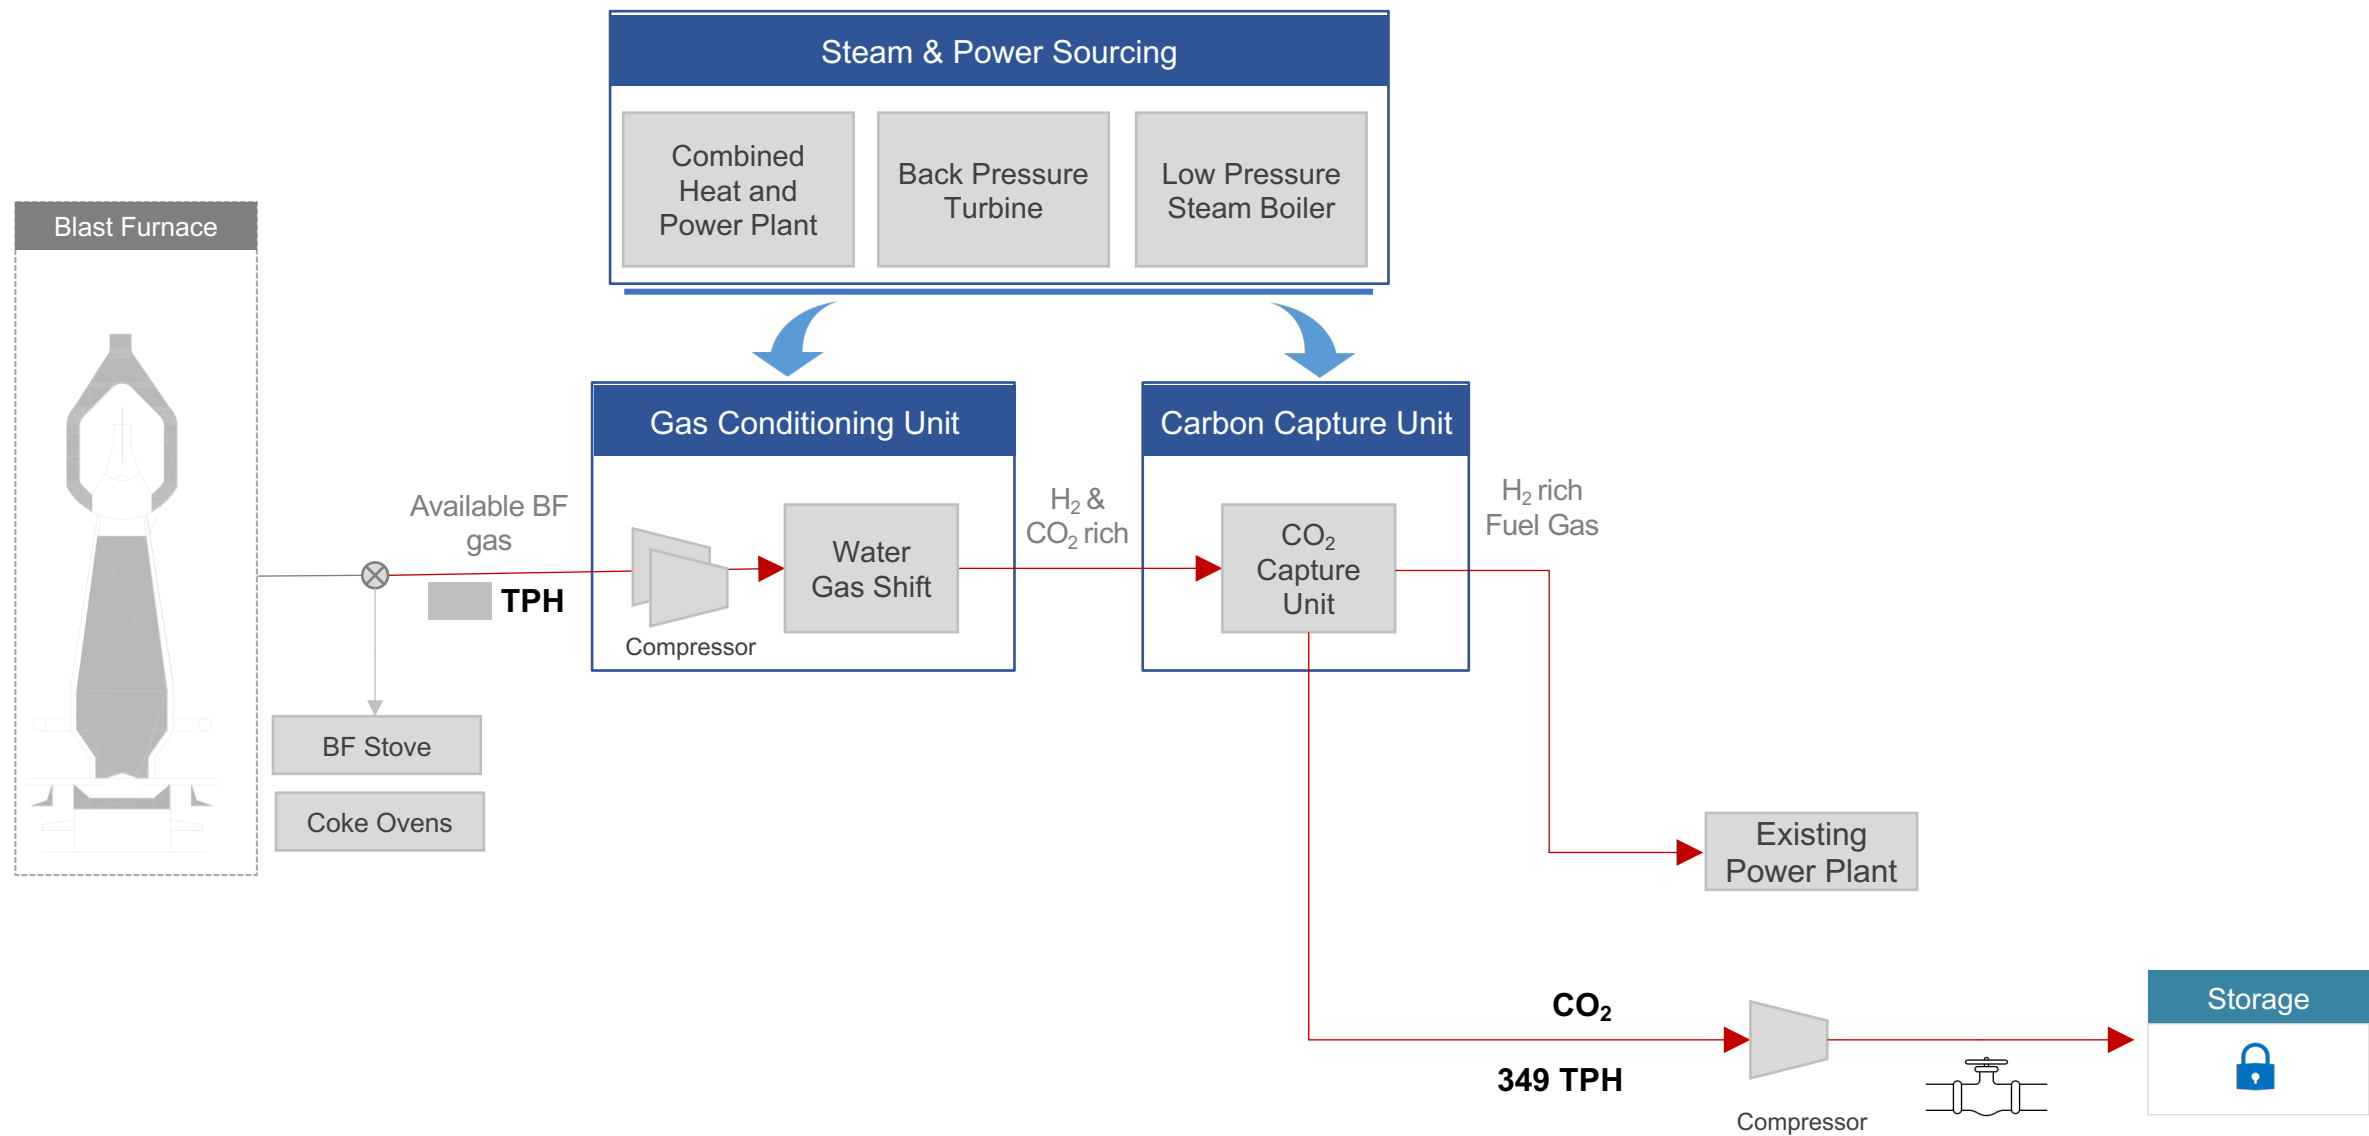 Steam & Power Sourcing
Combined
Heat and
Power Plant
Back Pressure
Turbine
Low Pressure
Steam Boiler
Blast Furnace
Gas Conditioning Unit
Carbon Capture Unit
Available BF
gas
TPH
Compressor
Water
Gas Shift
H₂ &
CO₂ rich
CO₂
Capture
Unit
H₂ rich
Fuel Gas
BF Stove
Coke Ovens
Existing
Power Plant
CO₂
349 TPH
Compressor
Storage